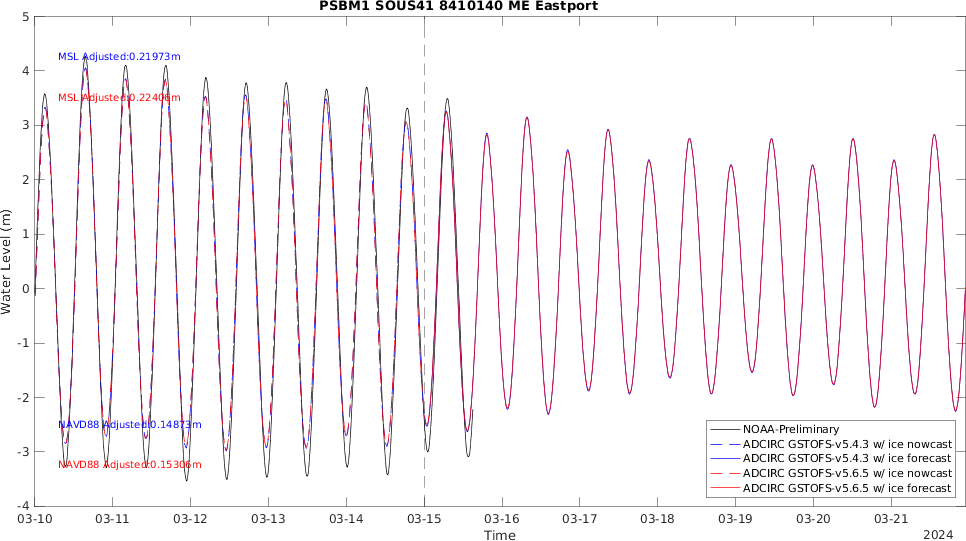 PSBM1 SOUS41 8410140 ME Eastport
5
4
3
2
1
0
-1
-2
-3
-4
Water Level (m)
MSL Adjusted:0.21973m
MSL Adjusted:0.22406m
NAVD88 Adjusted:0.14873m
NAVD88 Adjusted:0.15306m
NOAA-Preliminary
ADCIRC GSTOFS-v5.4.3 w/ ice nowcast
ADCIRC GSTOFS-v5.4.3 w/ ice forecast
ADCIRC GSTOFS-v5.6.5 w/ ice nowcast
ADCIRC GSTOFS-v5.6.5 w/ ice forecast
03-10 03-11 03-12 03-13 03-14 03-15 03-16 03-17 03-18 03-19 03-20 03-21
Time
2024